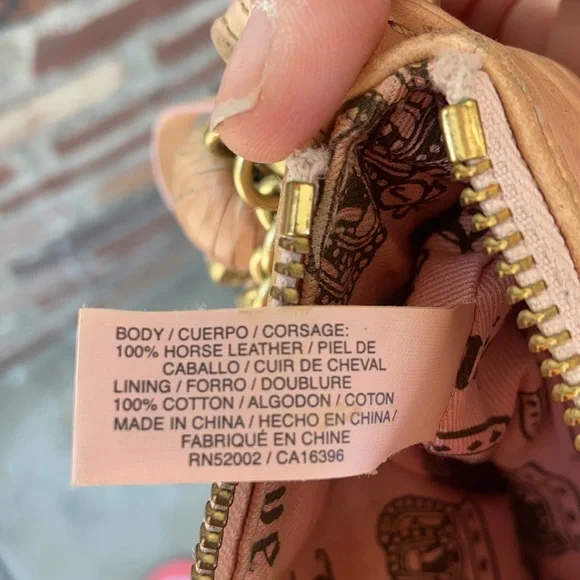 BODY / CUERPO / CORSAGE:
100% HORSE LEATHER / PIEL DE
CABALLO / CUIR DE CHEVAL
LINING / FORRO / DOUBLURE
100% COTTON / ALGODON / COTON
MADE IN CHINA / HECHO EN CHINA /
FABRIQUÉ EN CHINE
RN52002 / CA16396